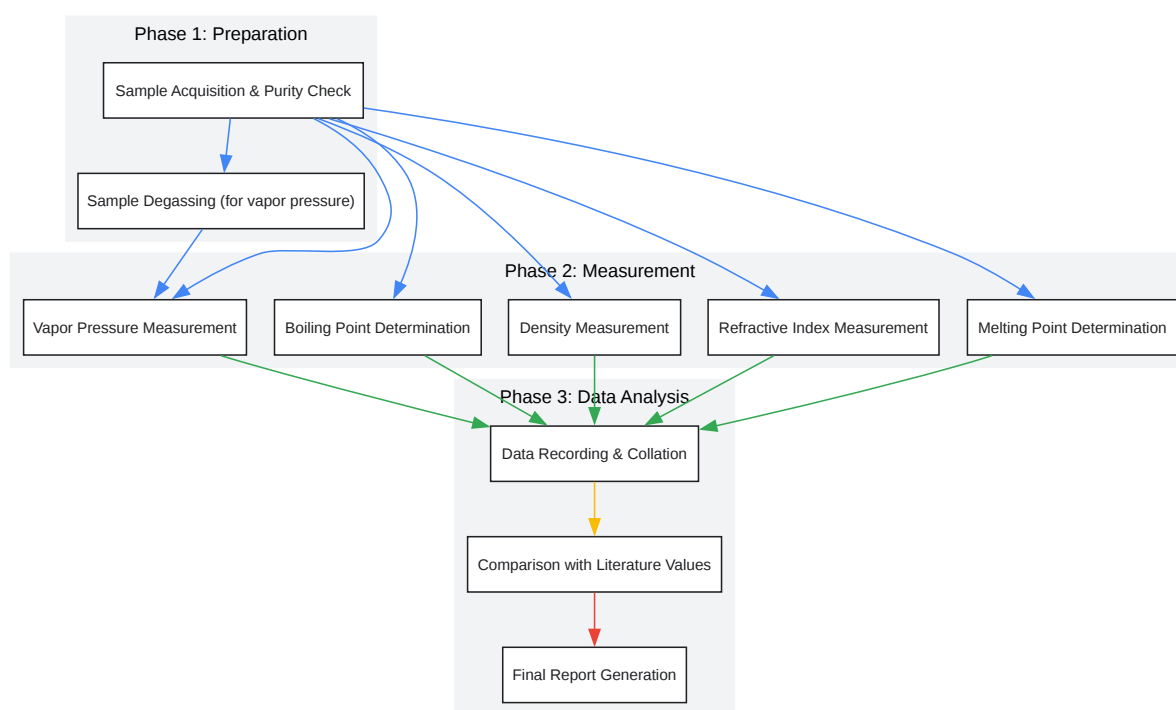 Phase 1: Preparation
Sample Acquisition & Purity Check
Sample Degassing (for vapor pressure)
Phase 2: Measurement
Vapor Pressure Measurement
Boiling Point Determination
Density Measurement
Refractive Index Measurement
Melting Point Determination
Phase 3: Data Analysis
Data Recording & Collation
Comparison with Literature Values
Final Report Generation